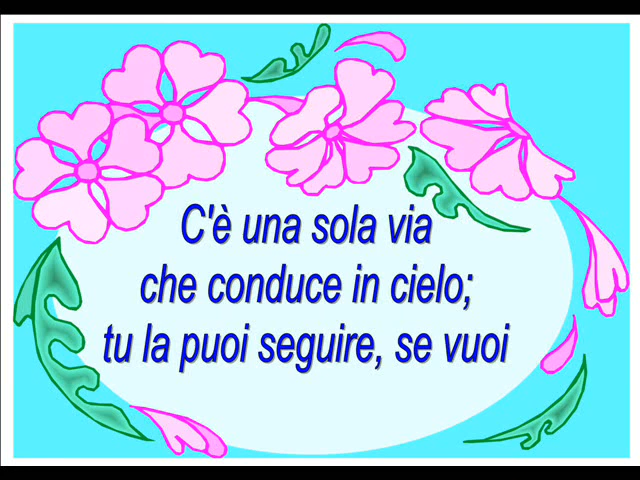 C'è una sola via
che conduce in cielo;
tu la puoi seguire, se vuoi